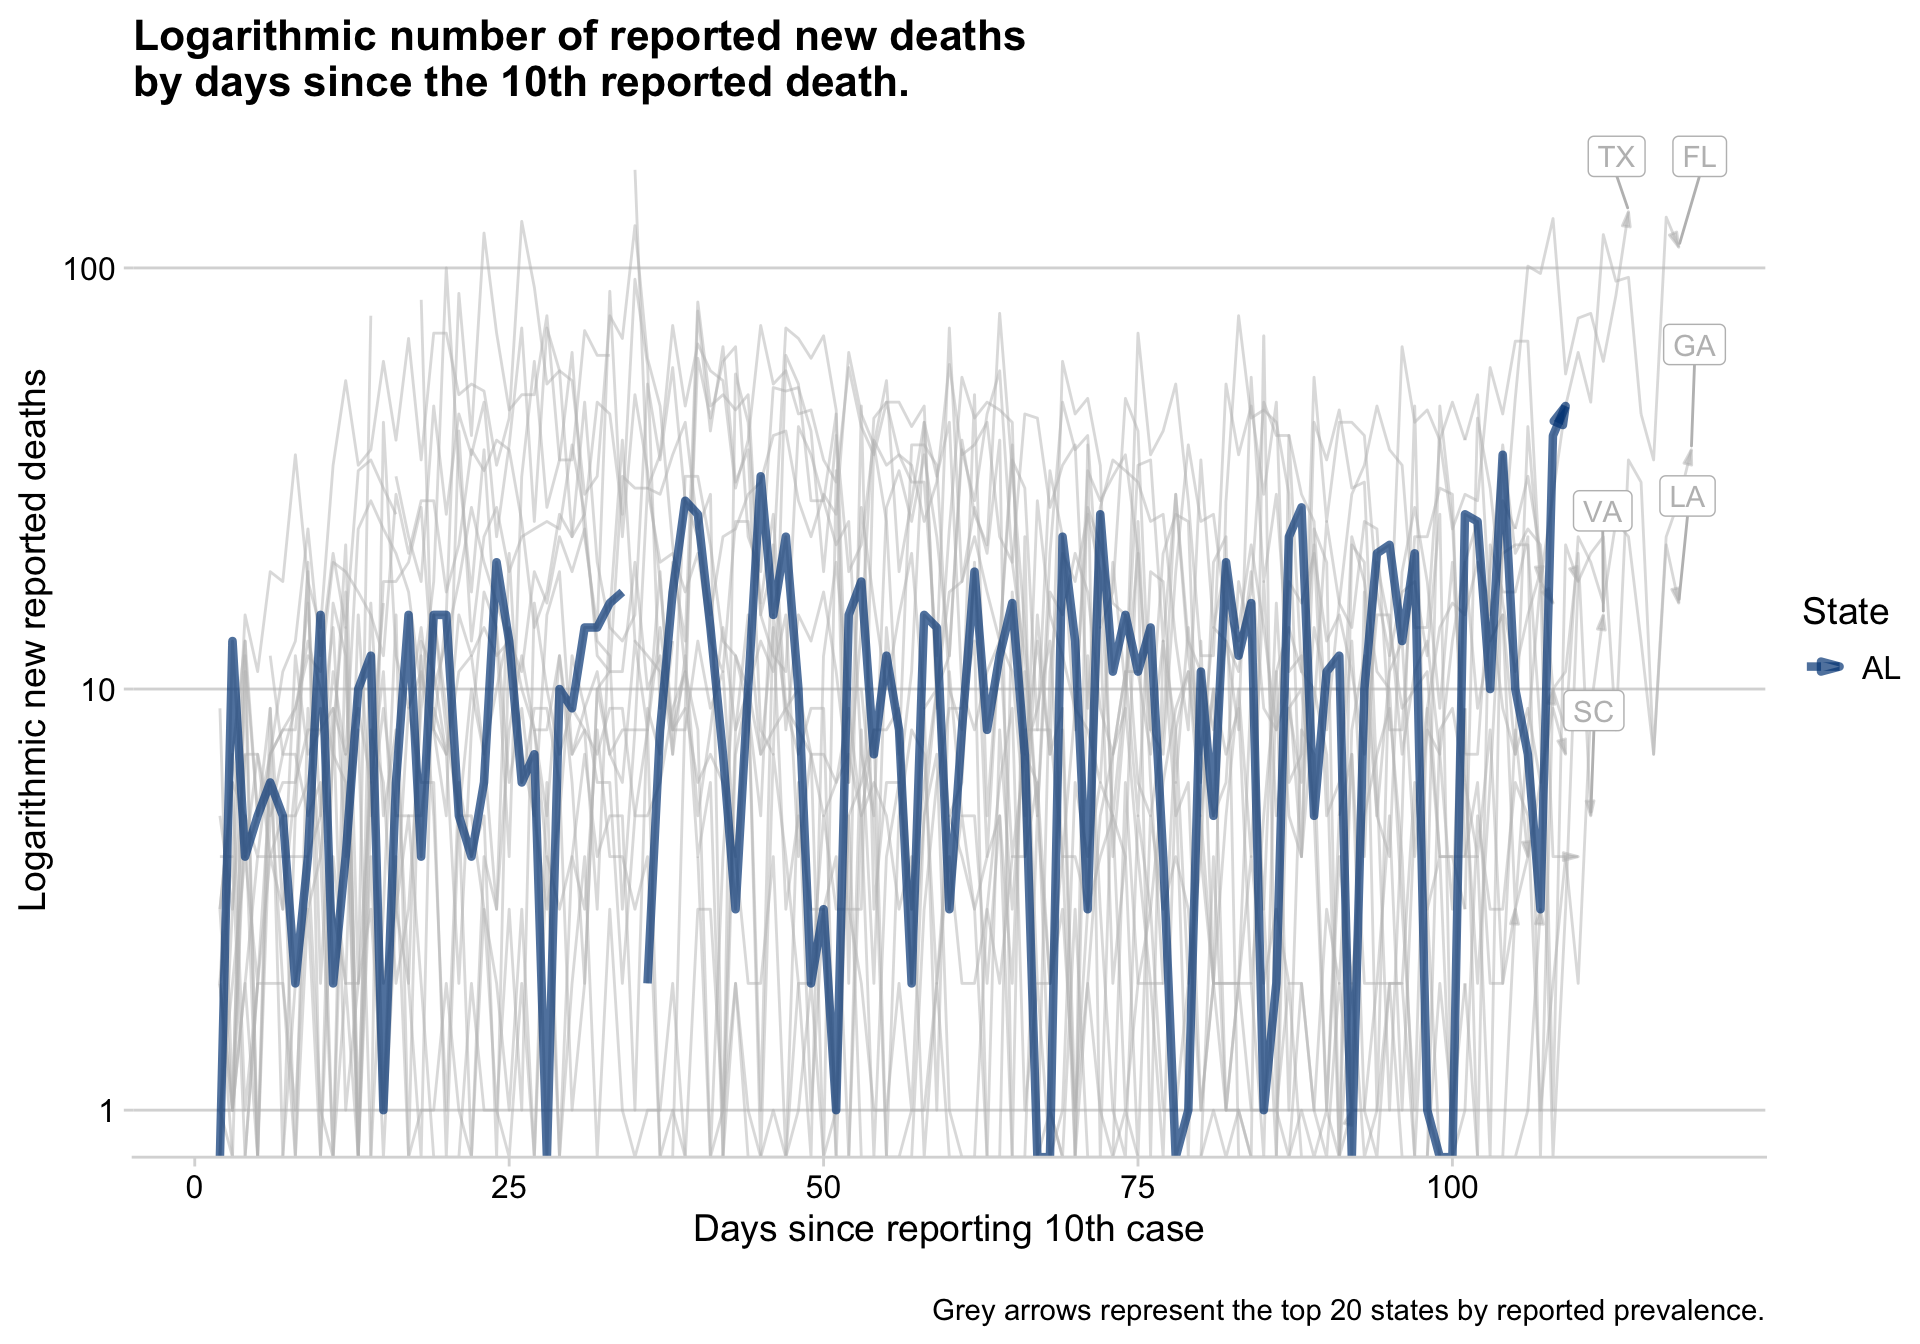 Logarithmic number of reported new deaths
by days since the 10th reported death.
TX
FL
100
GA
LA
VA
Logarithmic new reported deaths
State
AL
10
SC
1
0
25
50
75
100
Days since reporting 10th case
Grey arrows represent the top 20 states by reported prevalence.